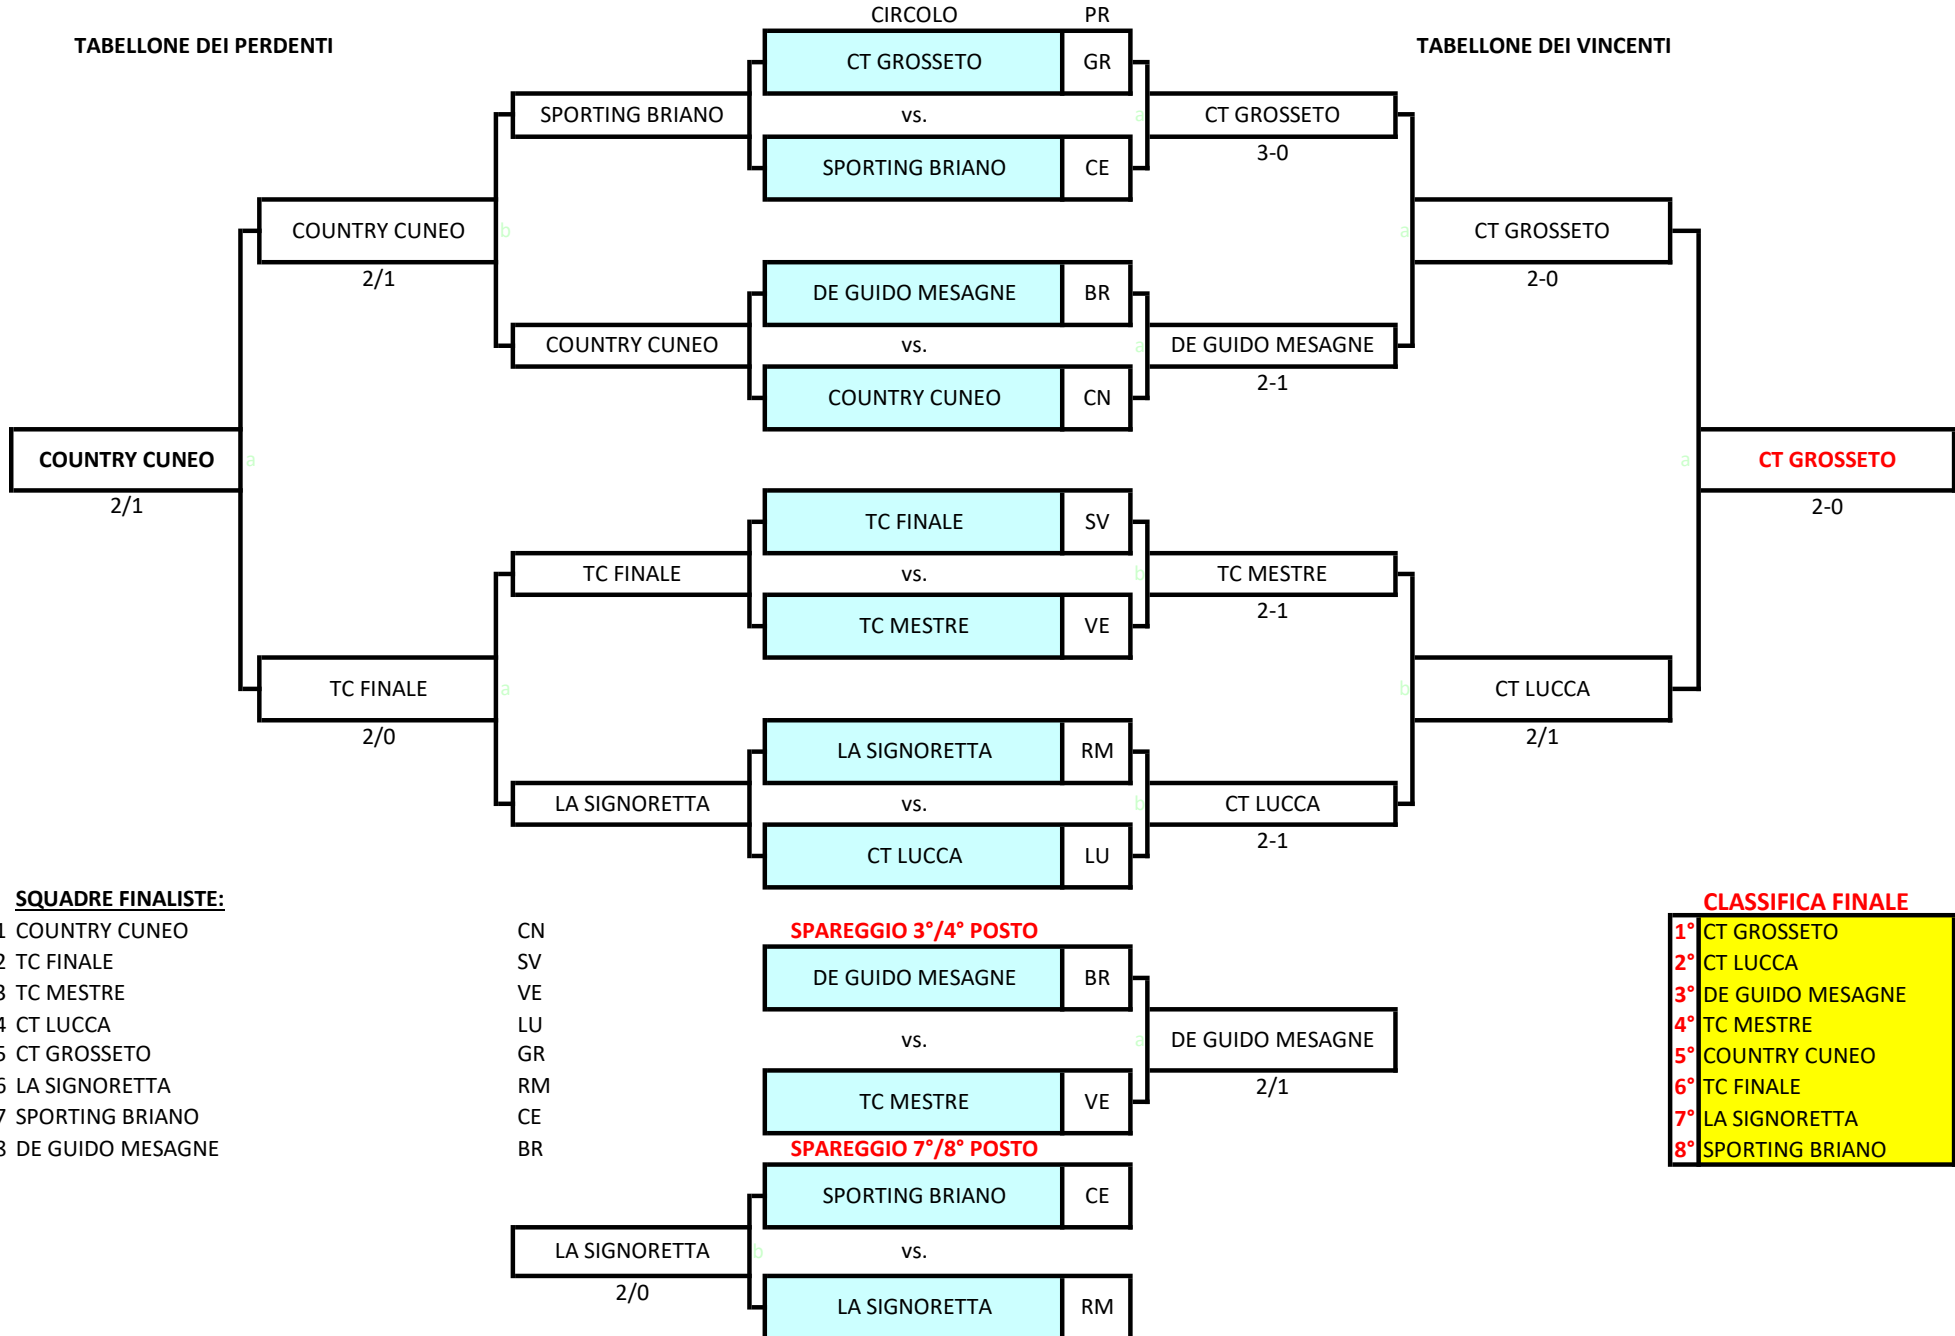 CIRCOLO PR
TABELLONE DEI PERDENTI
TABELLONE DEI VINCENTI
CT GROSSETO GR
SPORTING BRIANO vs. a CT GROSSETO
3-0
SPORTING BRIANO CE
COUNTRY CUNEO b a CT GROSSETO
2/1 2-0
DE GUIDO MESAGNE BR
COUNTRY CUNEO vs. a DE GUIDO MESAGNE
2-1
COUNTRY CUNEO CN
COUNTRY CUNEO a a CT GROSSETO
2/1 2-0
TC FINALE SV
TC FINALE vs. b TC MESTRE
2-1
TC MESTRE VE
TC FINALE a b CT LUCCA
2/0 2/1
LA SIGNORETTA RM
LA SIGNORETTA vs. b CT LUCCA
2-1
CT LUCCA LU
SQUADRE FINALISTE:
1 COUNTRY CUNEO CN
2 TC FINALE SV
3 TC MESTRE VE
4 CT LUCCA LU
5 CT GROSSETO GR
6 LA SIGNORETTA RM
7 SPORTING BRIANO CE
8 DE GUIDO MESAGNE BR
SPAREGGIO 3°/4° POSTO
DE GUIDO MESAGNE BR
vs. a DE GUIDO MESAGNE
2/1
TC MESTRE VE
SPAREGGIO 7°/8° POSTO
SPORTING BRIANO CE
LA SIGNORETTA b vs.
2/0
LA SIGNORETTA RM
CLASSIFICA FINALE
1° CT GROSSETO
2° CT LUCCA
3° DE GUIDO MESAGNE
4° TC MESTRE
5° COUNTRY CUNEO
6° TC FINALE
7° LA SIGNORETTA
8° SPORTING BRIANO